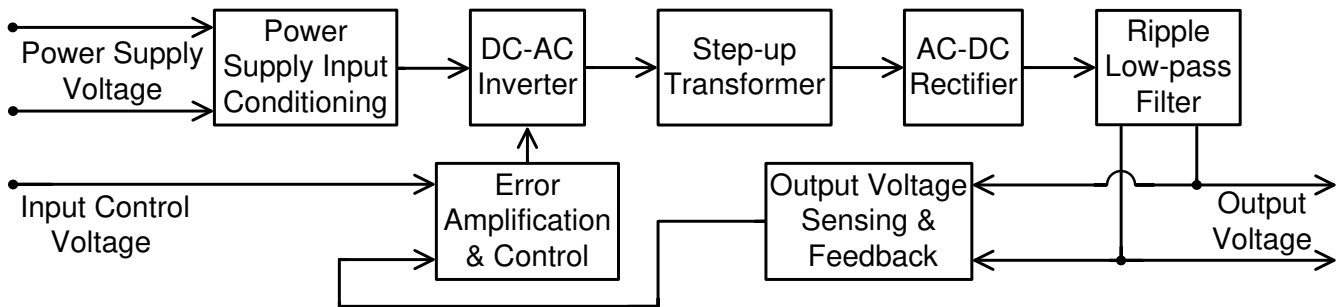 Power Supply
Voltage
Power
Supply Input
Conditioning
DC-AC
Inverter
Step-up
Transformer
AC-DC
Rectifier
Ripple
Low-pass
Filter
Input Control
Voltage
Error
Amplification
& Control
Output Voltage
Sensing &
Feedback
Output
Voltage